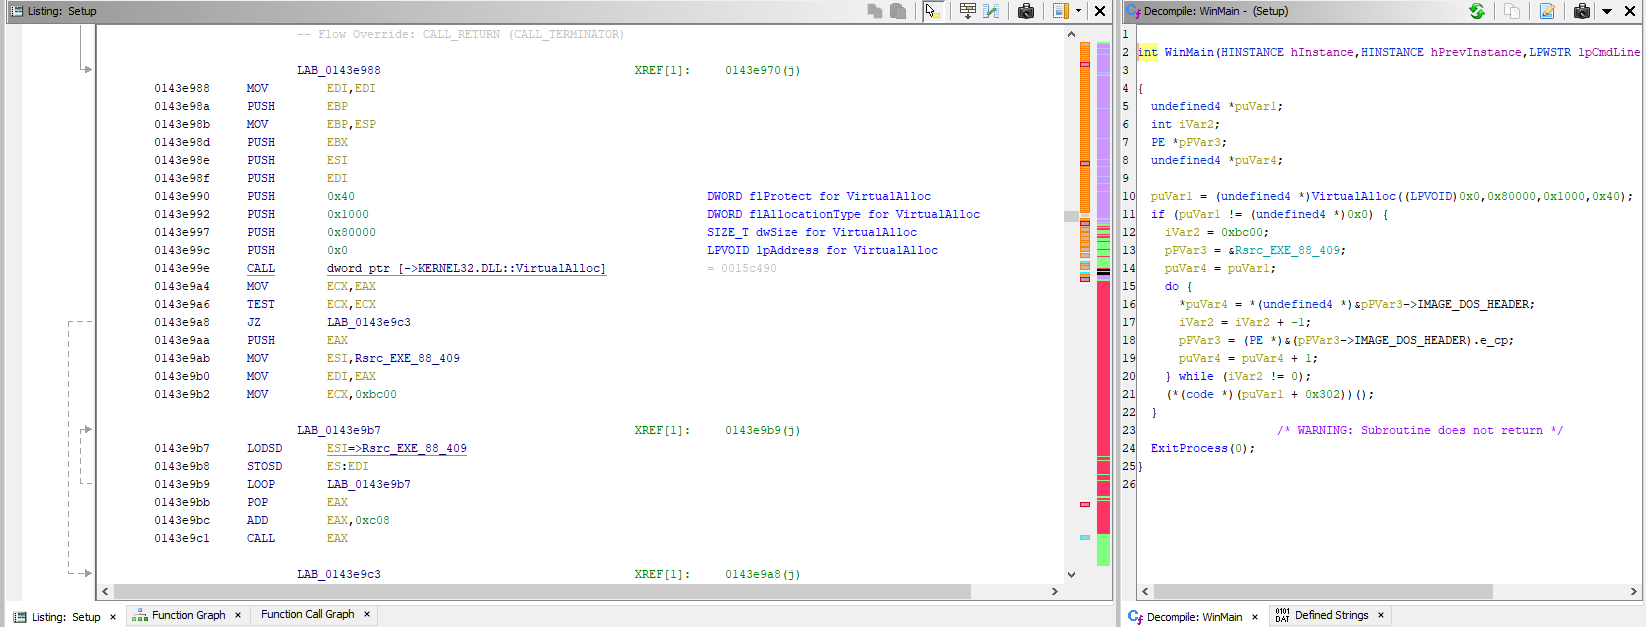 Listing: Setup
-- Flow Override: CALL_RETURN (CALL_TERMINATOR)
LAB_0143e988 XREF[1]: 0143e970(j)
0143e988 MOV EDI,EDI
0143e98a PUSH EBP
0143e98b MOV EBP,ESP
0143e98d PUSH EBX
0143e98e PUSH ESI
0143e98f PUSH EDI
0143e990 PUSH 0x40 DWORD flProtect for VirtualAlloc
0143e992 PUSH 0x1000 DWORD flAllocationType for VirtualAlloc
0143e997 PUSH 0x80000 SIZE_T dwSize for VirtualAlloc
0143e99c PUSH 0x0 LPVOID lpAddress for VirtualAlloc
0143e99e CALL dword ptr [->KERNEL32.DLL::VirtualAlloc] = 0015c490
0143e9a4 MOV ECX,EAX
0143e9a6 TEST ECX,ECX
0143e9a8 JZ LAB_0143e9c3
0143e9aa PUSH EAX
0143e9ab MOV ESI,Rsrc_EXE_88_409
0143e9b0 MOV EDI,EAX
0143e9b2 MOV ECX,0xbc00
LAB_0143e9b7 XREF[1]: 0143e9b9(j)
0143e9b7 LODSD ESI=>Rsrc_EXE_88_409
0143e9b8 STOSD ES:EDI
0143e9b9 LOOP LAB_0143e9b7
0143e9bb POP EAX
0143e9bc ADD EAX,0xc08
0143e9c1 CALL EAX
LAB_0143e9c3 XREF[1]: 0143e9a8(j)
Listing: Setup × Function Graph × Function Call Graph ×
Decompile: WinMain - (Setup)
1
2 int WinMain(HINSTANCE hInstance,HINSTANCE hPrevInstance,LPWSTR lpCmdLine
3
4 {
5 undefined4 *puVar1;
6 int iVar2;
7 PE *pPVar3;
8 undefined4 *puVar4;
9
10 puVar1 = (undefined4 *)VirtualAlloc((LPVOID)0x0,0x80000,0x1000,0x40);
11 if (puVar1 != (undefined4 *)0x0) {
12 iVar2 = 0xbc00;
13 pPVar3 = &Rsrc_EXE_88_409;
14 puVar4 = puVar1;
15 do {
16 *puVar4 = *(undefined4 *)&pPVar3->IMAGE_DOS_HEADER;
17 iVar2 = iVar2 + -1;
18 pPVar3 = (PE *)&(pPVar3->IMAGE_DOS_HEADER).e_cp;
19 puVar4 = puVar4 + 1;
20 } while (iVar2 != 0);
21 (*(code *)(puVar1 + 0x302))();
22 }
23 /* WARNING: Subroutine does not return */
24 ExitProcess(0);
25 }
26
Decompile: WinMain × 0101 DAT Defined Strings ×